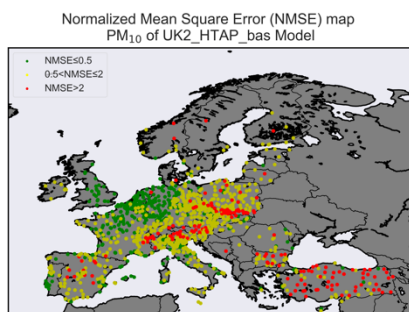 Normalized Mean Square Error (NMSE) map
PM₁₀ of UK2_HTAP_bas Model
NMSE≤0.5
0.5<NMSE≤2
NMSE>2